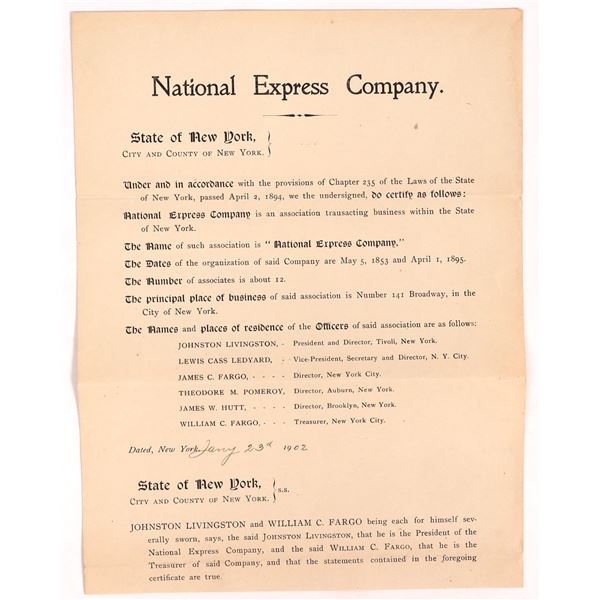 National Express Company.
State of New York,
CITY AND COUNTY OF NEW YORK.
Under and in accordance with the provisions of Chapter 235 of the Laws of the State
of New York, passed April 2, 1894, we the undersigned, do certify as follows:
National Express Company is an association transacting business within the State
of New York.
The Name of such association is "National Express Company."
The Dates of the organization of said Company are May 5, 1853 and April 1, 1895.
The Number of associates is about 12.
The principal place of business of said association is Number 141 Broadway, in the
City of New York.
The Names and places of residence of the Officers of said association are as follows:
JOHNSTON LIVINGSTON, - President and Director, Tivoli, New York.
LEWIS CASS LEDYARD, - Vice-President, Secretary and Director, N. Y. City.
JAMES C. FARGO, - - - - Director, New York City.
THEODORE M. POMEROY, Director, Auburn, New York.
JAMES W. HUTT, - - - - Director, Brooklyn, New York.
WILLIAM C. FARGO, - - - Treasurer, New York City.
Dated, New York, Jany 23d 1902
State of New York,
CITY AND COUNTY OF NEW YORK. s.s.
JOHNSTON LIVINGSTON and WILLIAM C. FARGO being each for himself sev-
erally sworn, says, the said JOHNSTON LIVINGSTON, that he is the President of the
National Express Company, and the said WILLIAM C. FARGO, that he is the
Treasurer of said Company, and that the statements contained in the foregoing
certificate are true.